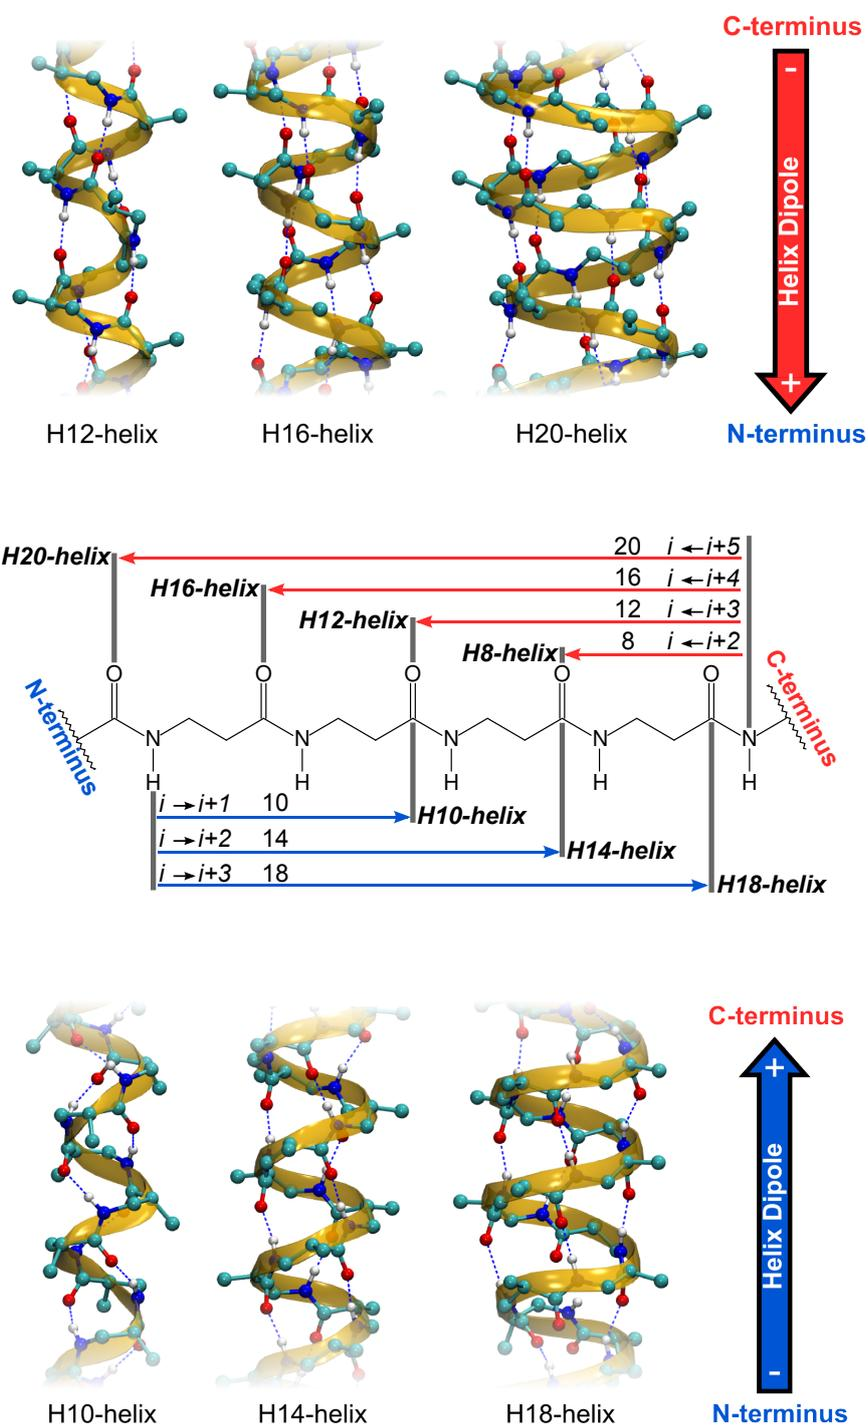 C-terminus
-
Helix Dipole
+
N-terminus
H12-helix
H16-helix
H20-helix
H20-helix 20 i ← i+5
H16-helix 16 i ← i+4
H12-helix 12 i ← i+3
H8-helix 8 i ← i+2
O O O O O
N-terminus
C-terminus
N N N N N
H H H H H
i → i+1 10 H10-helix
i → i+2 14 H14-helix
i → i+3 18 H18-helix
C-terminus
+
Helix Dipole
-
N-terminus
H10-helix
H14-helix
H18-helix